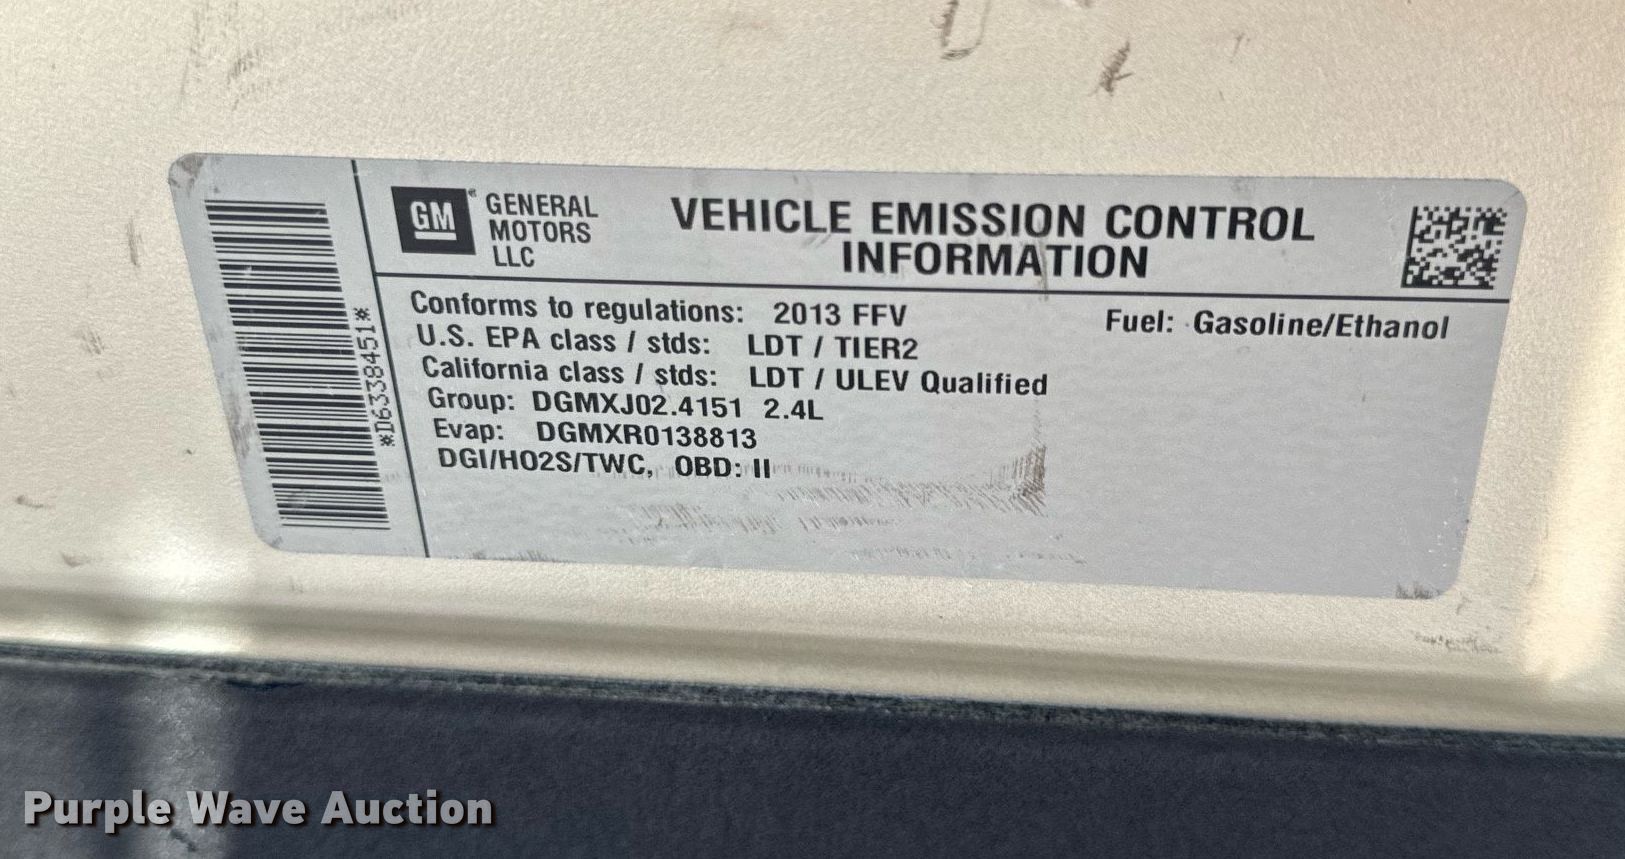 GM
GENERAL
MOTORS
LLC
VEHICLE EMISSION CONTROL
INFORMATION
*D6338451*
Conforms to regulations: 2013 FFV
Fuel: Gasoline/Ethanol
U.S. EPA class / stds: LDT / TIER2
California class / stds: LDT / ULEV Qualified
Group: DGMXJ02.4151 2.4L
Evap: DGMXR0138813
DGI/HO2S/TWC, OBD: II
Purple Wave Auction